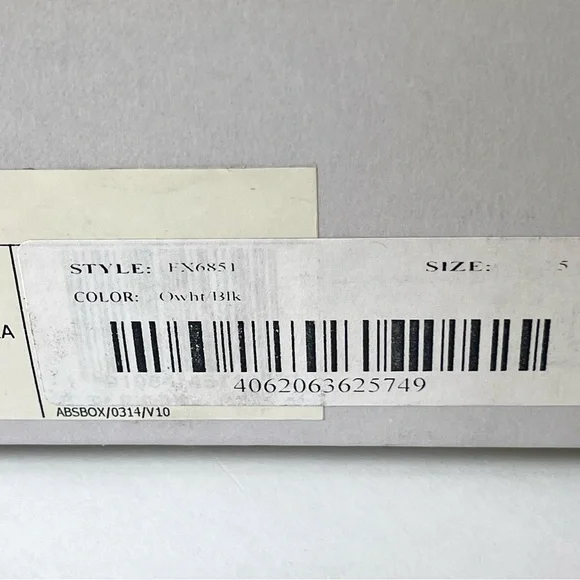 STYLE: FX6851 SIZE: 5
COLOR: Owht Blk
A
4062063625749
ABSBOX/0314/V10